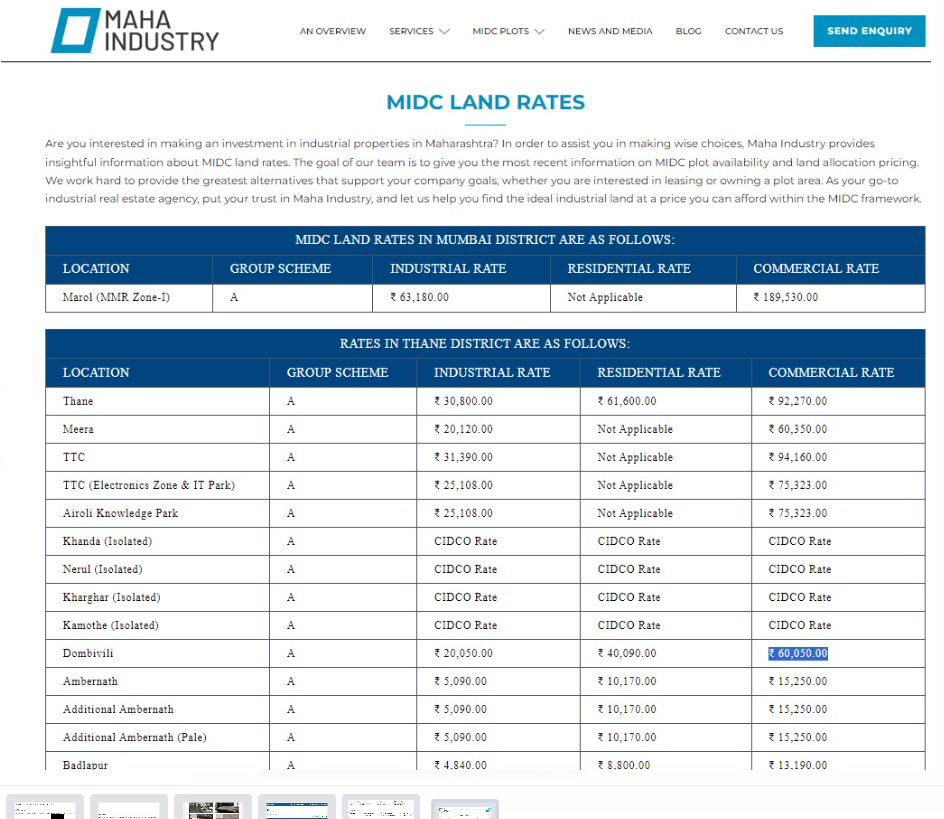 MAHA
INDUSTRY
AN OVERVIEW SERVICES MIDC PLOTS NEWS AND MEDIA BLOG CONTACT US SEND ENQUIRY
MIDC LAND RATES
Are you interested in making an investment in industrial properties in Maharashtra? In order to assist you in making wise choices, Maha Industry provides
insightful information about MIDC land rates. The goal of our team is to give you the most recent information on MIDC plot availability and land allocation pricing.
We work hard to provide the greatest alternatives that support your company goals, whether you are interested in leasing or owning a plot area. As your go-to
industrial real estate agency, put your trust in Maha Industry, and let us help you find the ideal industrial land at a price you can afford within the MIDC framework.
MIDC LAND RATES IN MUMBAI DISTRICT ARE AS FOLLOWS:
LOCATION GROUP SCHEME INDUSTRIAL RATE RESIDENTIAL RATE COMMERCIAL RATE
Marol (MMR Zone-I) A ₹ 63,180.00 Not Applicable ₹ 189,530.00
RATES IN THANE DISTRICT ARE AS FOLLOWS:
LOCATION GROUP SCHEME INDUSTRIAL RATE RESIDENTIAL RATE COMMERCIAL RATE
Thane A ₹ 30,800.00 ₹ 61,600.00 ₹ 92,270.00
Meera A ₹ 20,120.00 Not Applicable ₹ 60,350.00
TTC A ₹ 31,390.00 Not Applicable ₹ 94,160.00
TTC (Electronics Zone & IT Park) A ₹ 25,108.00 Not Applicable ₹ 75,323.00
Airoli Knowledge Park A ₹ 25,108.00 Not Applicable ₹ 75,323.00
Khanda (Isolated) A CIDCO Rate CIDCO Rate CIDCO Rate
Nerul (Isolated) A CIDCO Rate CIDCO Rate CIDCO Rate
Kharghar (Isolated) A CIDCO Rate CIDCO Rate CIDCO Rate
Kamothe (Isolated) A CIDCO Rate CIDCO Rate CIDCO Rate
Dombivili A ₹ 20,050.00 ₹ 40,090.00 ₹ 60,050.00
Ambernath A ₹ 5,090.00 ₹ 10,170.00 ₹ 15,250.00
Additional Ambernath A ₹ 5,090.00 ₹ 10,170.00 ₹ 15,250.00
Additional Ambernath (Pale) A ₹ 5,090.00 ₹ 10,170.00 ₹ 15,250.00
Badlapur A ₹ 4,840.00 ₹ 8,800.00 ₹ 13,190.00